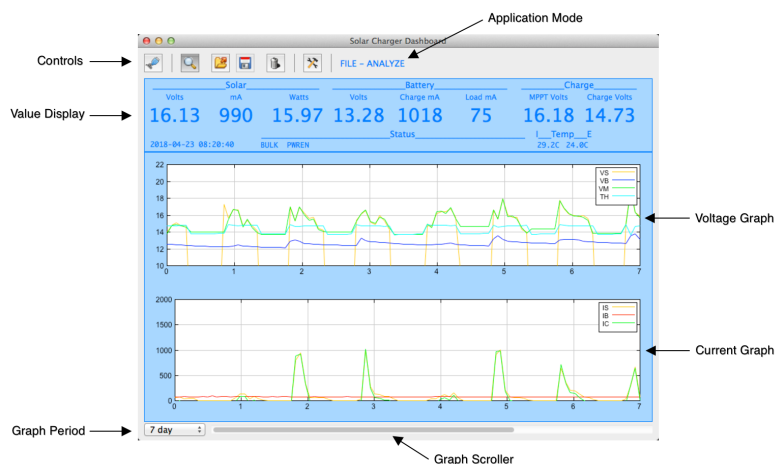 Application Mode
Solar Charger Dashboard
Controls
FILE – ANALYZE
Solar Battery Charge
Volts mA Watts Volts Charge mA Load mA MPPT Volts Charge Volts
Value Display
16.13 990 15.97 13.28 1018 75 16.18 14.73
Status I__Temp__E
2018-04-23 08:20:40 BULK PWREN 29.2C 24.0C
22
20
18
16
14
12
10
0 1 2 3 4 5 6 7
VS
VB
VM
TH
Voltage Graph
2000
1500
1000
500
0
0 1 2 3 4 5 6 7
IS
IB
IC
Current Graph
Graph Period
7 day
Graph Scroller